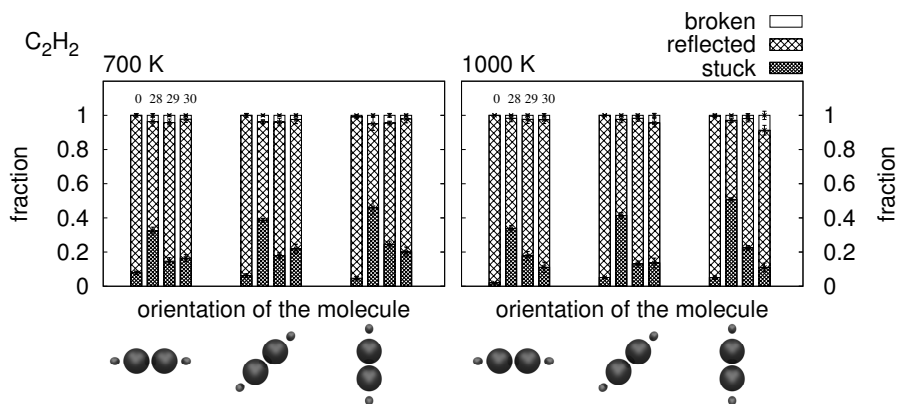 C₂H₂
broken
reflected
stuck
700 K
1000 K
0 28 29 30
0 28 29 30
fraction
1
0.8
0.6
0.4
0.2
0
1
0.8
0.6
0.4
0.2
0
fraction
orientation of the molecule
orientation of the molecule